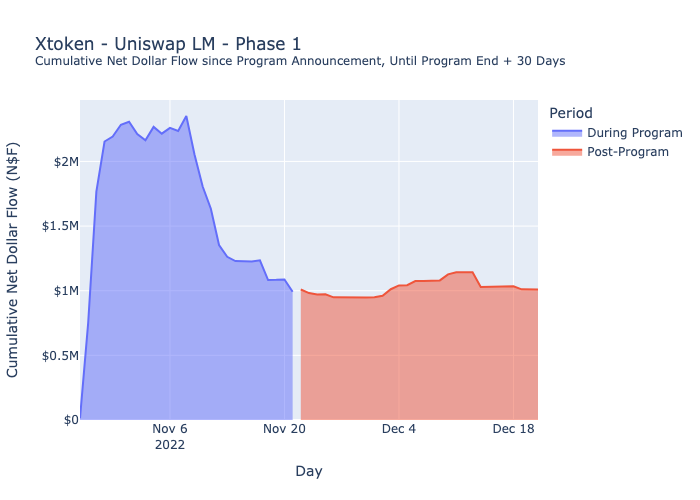 Xtoken - Uniswap LM - Phase 1
Cumulative Net Dollar Flow since Program Announcement, Until Program End + 30 Days
Period
During Program
Post-Program
Cumulative Net Dollar Flow (N$F)
$2M
$1.5M
$1M
$0.5M
$0
Nov 6
2022
Nov 20
Dec 4
Dec 18
Day